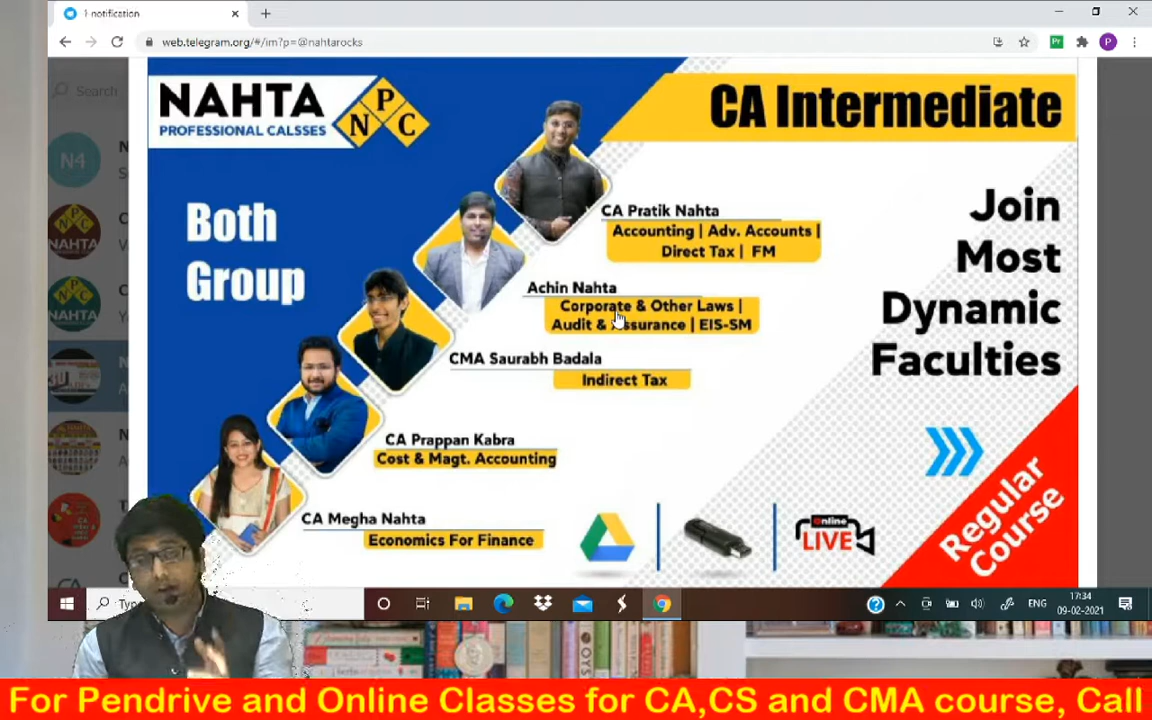 notification
web.telegram.org/#/im?p=@nahtarocks
Search
N4
NAHTA
PROFESSIONAL CALSSES
N P C
CA Intermediate
Both
Group
CA Pratik Nahta
Accounting | Adv. Accounts |
Direct Tax | FM
Achin Nahta
Corporate & Other Laws |
Audit & Assurance | EIS-SM
CMA Saurabh Badala
Indirect Tax
CA Prappan Kabra
Cost & Magt. Accounting
CA Megha Nahta
Economics For Finance
Join
Most
Dynamic
Faculties
Online
LIVE
Regular
Course
ENG
17:34
09-02-2021
For Pendrive and Online Classes for CA,CS and CMA course, Call